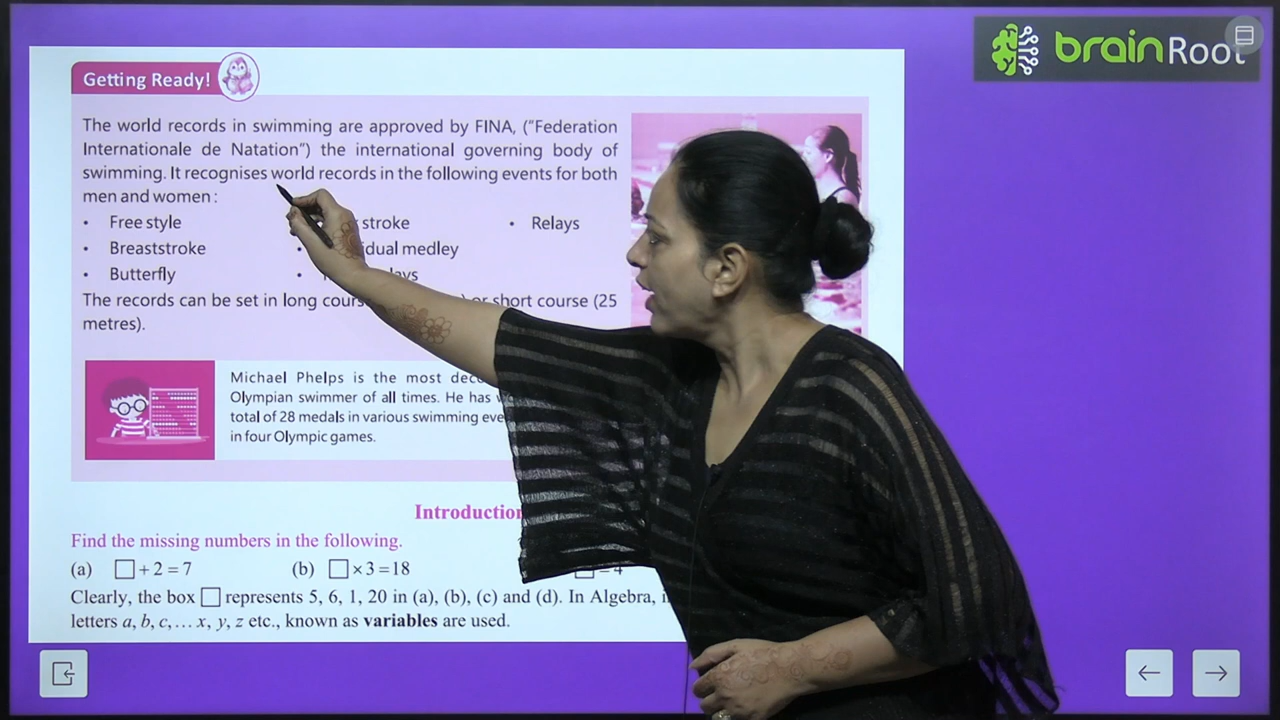 brainRoot
Getting Ready!
The world records in swimming are approved by FINA, ("Federation
Internationale de Natation") the international governing body of
swimming. It recognises world records in the following events for both
men and women :
• Free style stroke • Relays
• Breaststroke • medley
• Butterfly •
The records can be set in long or short course (25
metres).
Michael Phelps is the most
Olympian swimmer of all times. He has
total of 28 medals in various swimming
in four Olympic games.
Introduction
Find the missing numbers in the following.
(a) □ + 2 = 7 (b) □ × 3 = 18 □ = 4
Clearly, the box □ represents 5, 6, 1, 20 in (a), (b), (c) and (d). In Algebra,
letters a, b, c,... x, y, z etc., known as variables are used.